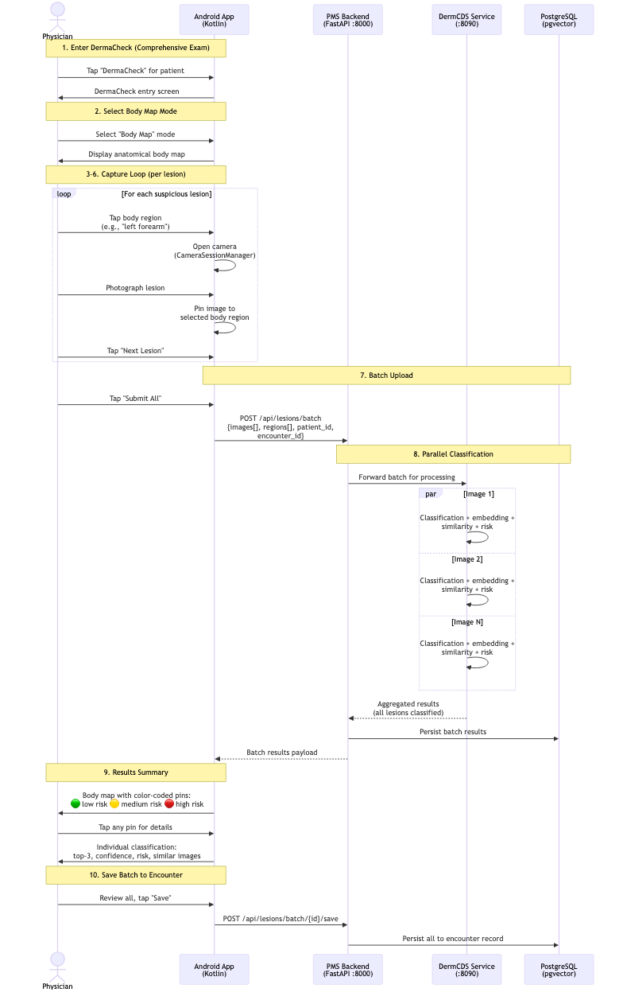 Physician
Android App
(Kotlin)
PMS Backend
(FastAPI :8000)
DermCDS Service
(:8090)
PostgreSQL
(pgvector)
1. Enter DermaCheck (Comprehensive Exam)
Tap "DermaCheck" for patient
DermaCheck entry screen
2. Select Body Map Mode
Select "Body Map" mode
Display anatomical body map
3-6. Capture Loop (per lesion)
loop
[For each suspicious lesion]
Tap body region
(e.g., "left forearm")
Open camera
(CameraSessionManager)
Photograph lesion
Pin image to
selected body region
Tap "Next Lesion"
7. Batch Upload
Tap "Submit All"
POST /api/lesions/batch
{images[], regions[], patient_id,
encounter_id}
8. Parallel Classification
Forward batch for processing
par
[Image 1]
Classification + embedding +
similarity + risk
[Image 2]
Classification + embedding +
similarity + risk
[Image N]
Classification + embedding +
similarity + risk
Aggregated results
(all lesions classified)
Persist batch results
Batch results payload
9. Results Summary
Body map with color-coded pins:
🟢 low risk 🟡 medium risk 🔴 high risk
Tap any pin for details
Individual classification:
top-3, confidence, risk, similar images
10. Save Batch to Encounter
Review all, tap "Save"
POST /api/lesions/batch/{id}/save
Persist all to encounter record
Physician
Android App
(Kotlin)
PMS Backend
(FastAPI :8000)
DermCDS Service
(:8090)
PostgreSQL
(pgvector)